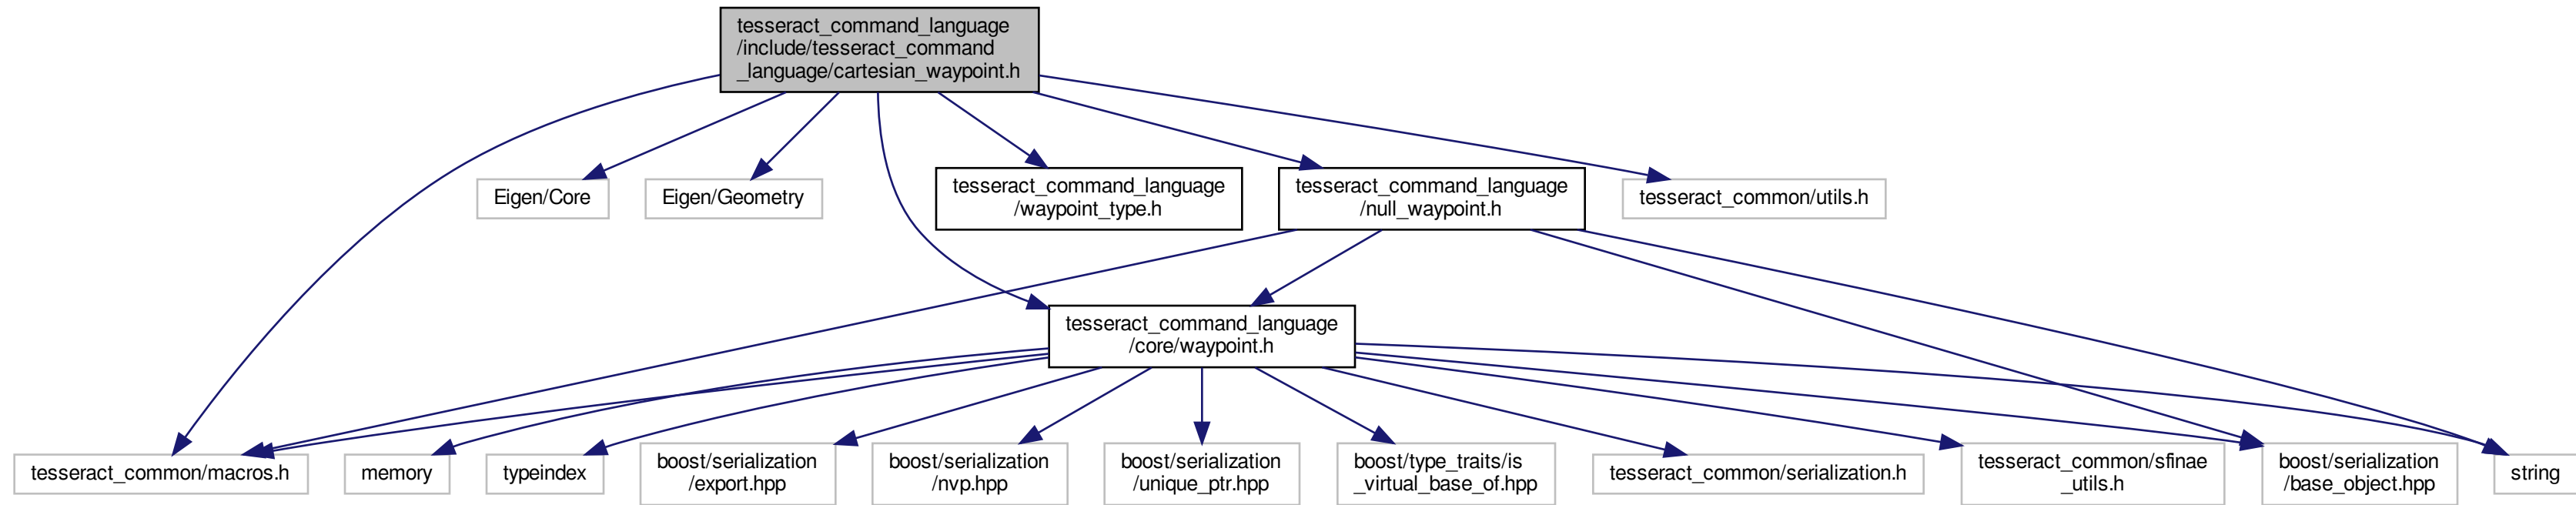 tesseract_command_language
/include/tesseract_command
_language/cartesian_waypoint.h
Eigen/Core
Eigen/Geometry
tesseract_command_language
/waypoint_type.h
tesseract_command_language
/null_waypoint.h
tesseract_common/utils.h
tesseract_command_language
/core/waypoint.h
tesseract_common/macros.h
memory
typeindex
boost/serialization
/export.hpp
boost/serialization
/nvp.hpp
boost/serialization
/unique_ptr.hpp
boost/type_traits/is
_virtual_base_of.hpp
tesseract_common/serialization.h
tesseract_common/sfinae
_utils.h
boost/serialization
/base_object.hpp
string